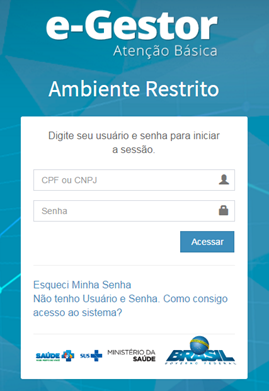 e-Gestor
Atenção Básica
Ambiente Restrito
Digite seu usuário e senha para iniciar
a sessão.
CPF ou CNPJ
Senha
Acessar
Esqueci Minha Senha
Não tenho Usuário e Senha. Como consigo
acesso ao sistema?
SAÚDE SUS MINISTÉRIO DA
SAÚDE
BRASIL
GOVERNO FEDERAL